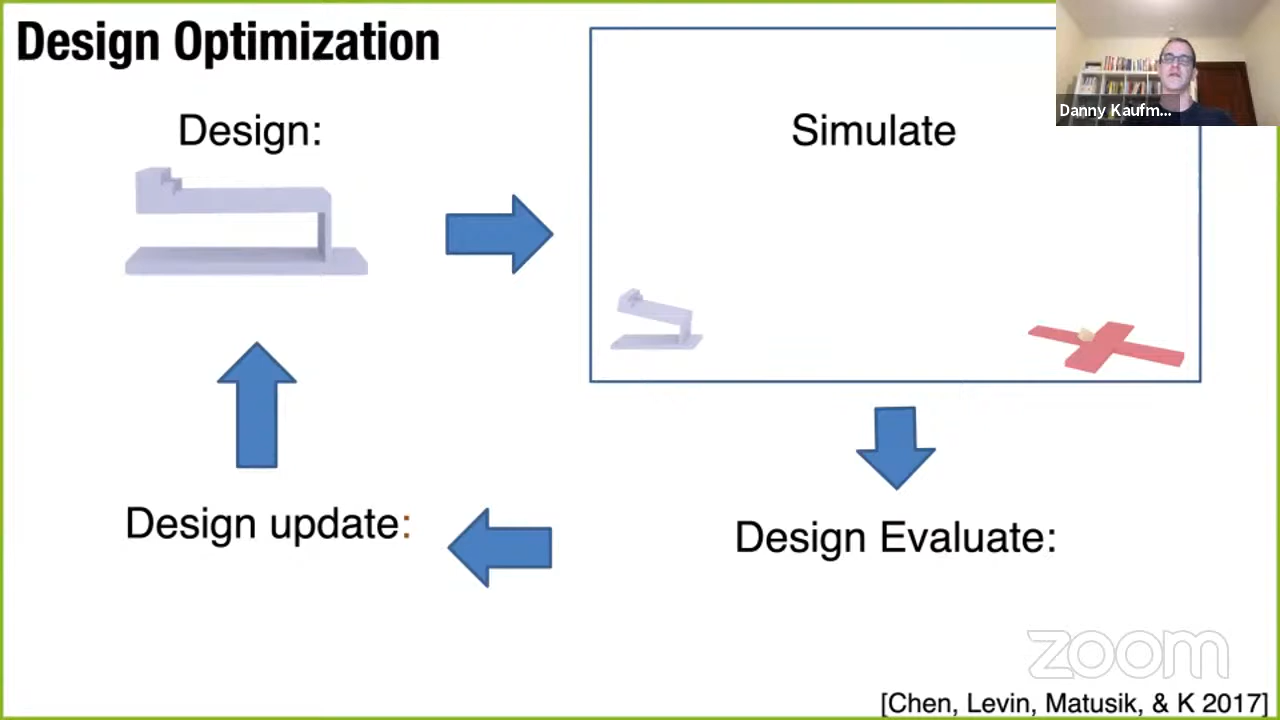 Design Optimization
Danny Kaufm...
Design:
Simulate
Design update:
Design Evaluate:
zoom
[Chen, Levin, Matusik, & K 2017]